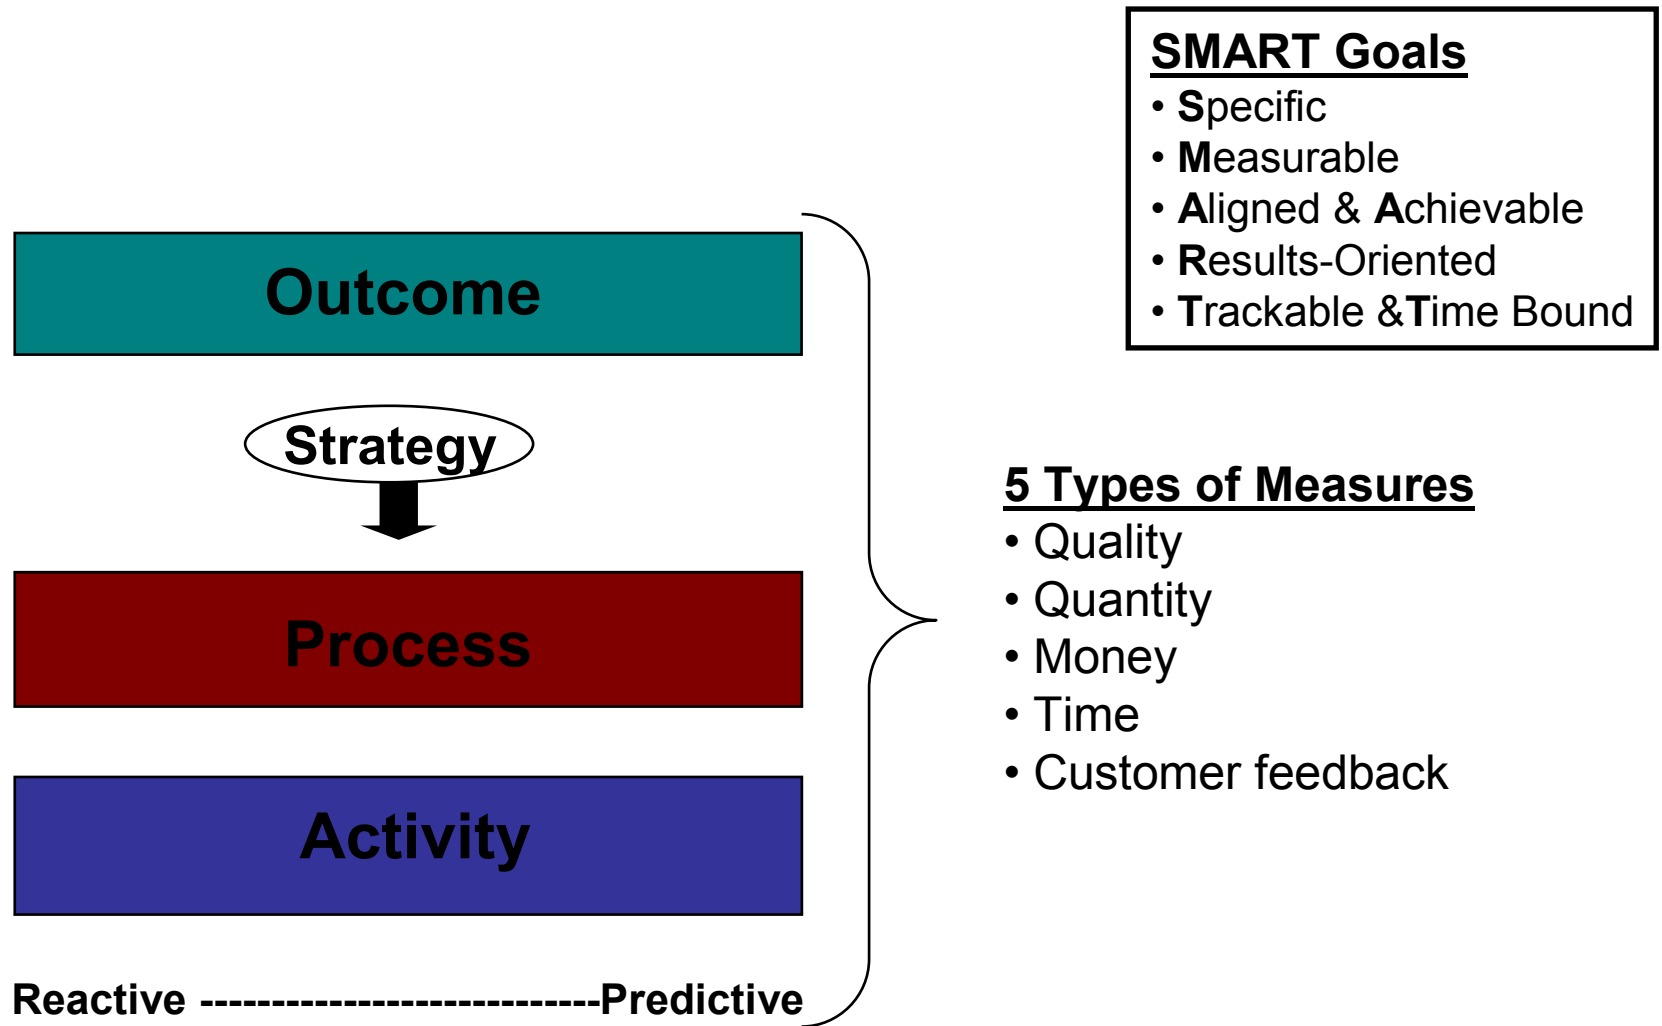 SMART Goals
• Specific
• Measurable
• Aligned & Achievable
• Results-Oriented
• Trackable &Time Bound
Outcome
Strategy
Process
Activity
Reactive ----------------------------Predictive
5 Types of Measures
• Quality
• Quantity
• Money
• Time
• Customer feedback